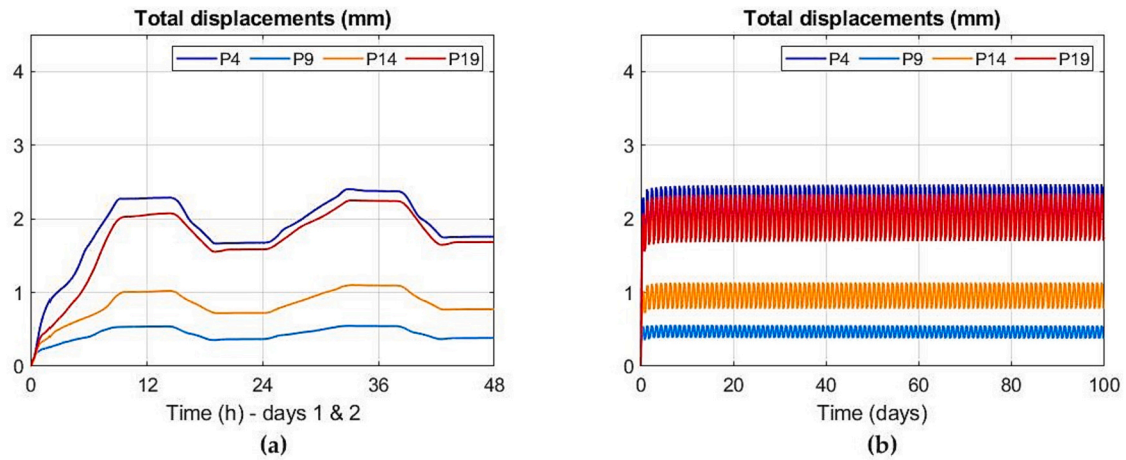 Total displacements (mm)
P4 P9 P14 P19
4
3
2
1
0
0 12 24 36 48
Time (h) - days 1 & 2
(a)
Total displacements (mm)
P4 P9 P14 P19
4
3
2
1
0
0 20 40 60 80 100
Time (days)
(b)